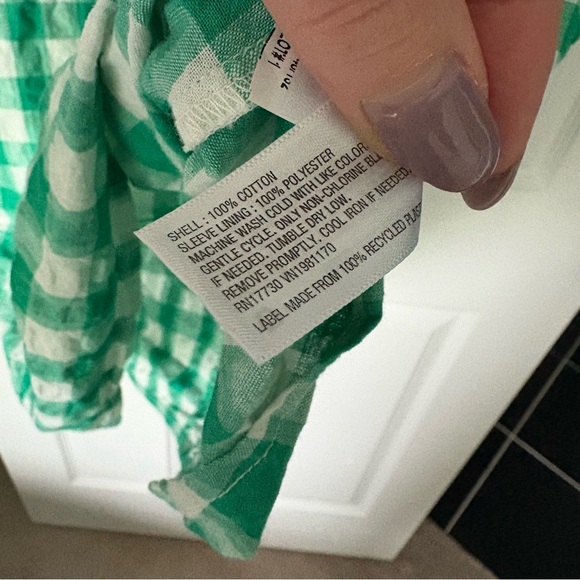 SHELL : 100% COTTON
SLEEVE LINING : 100% POLYESTER
MACHINE WASH COLD WITH LIKE COLOR
GENTLE CYCLE. ONLY NON-CHLORINE
IF NEEDED. TUMBLE DRY LOW.
REMOVE PROMPTLY. COOL IRON IF NEEDED.
RN17730 VN1981170
LABEL MADE FROM 100% RECYCLED